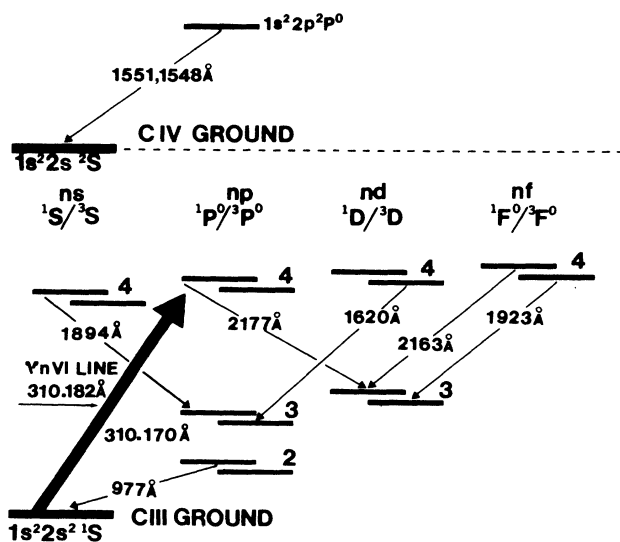 1s²2p²P⁰
1551,1548Å
CIV GROUND
1s²2s ²S
ns np nd nf
¹S/³S ¹P⁰/³P⁰ ¹D/³D ¹F⁰/³F⁰
4 4 4 4
1894Å 2177Å 1620Å 1923Å
2163Å
YnVI LINE
310.182Å
3 3
310.170Å
2
977Å
CIII GROUND
1s²2s² ¹S